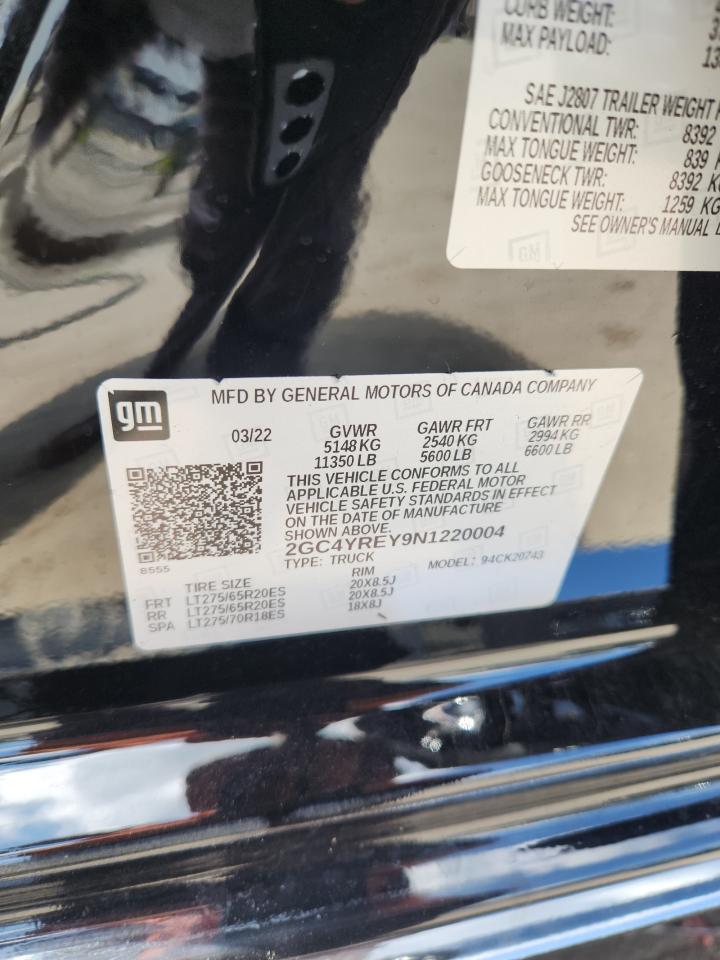 CURB WEIGHT:
MAX PAYLOAD:
SAE J2807 TRAILER WEIGHT
CONVENTIONAL TWR: 8392
MAX TONGUE WEIGHT: 839
GOOSENECK TWR: 8392 KG
MAX TONGUE WEIGHT: 1259 KG
SEE OWNER'S MANUAL
GM
gm
MFD BY GENERAL MOTORS OF CANADA COMPANY
03/22 GVWR GAWR FRT GAWR RR
5148 KG 2540 KG 2994 KG
11350 LB 5600 LB 6600 LB
THIS VEHICLE CONFORMS TO ALL
APPLICABLE U.S. FEDERAL MOTOR
VEHICLE SAFETY STANDARDS IN EFFECT
ON THE DATE OF MANUFACTURE
SHOWN ABOVE.
2GC4YREY9N1220004
8555
TYPE: TRUCK MODEL: 94CK20743
TIRE SIZE RIM
FRT LT275/65R20ES 20X8.5J
RR LT275/65R20ES 20X8.5J
SPA LT275/70R18ES 18X8J